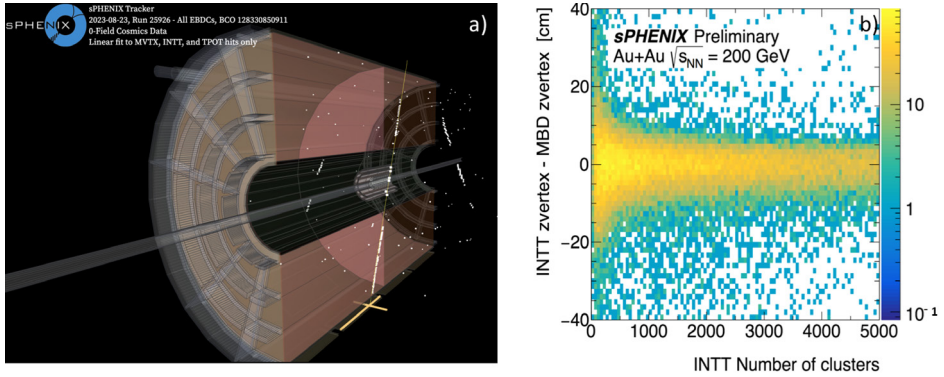 SPHENIX
sPHENIX Tracker
2023-08-23, Run 25926 - All EBDCs, BCO 128330850911
0-Field Cosmics Data
Linear fit to MVTX, INTT, and TPOT hits only
a)
INTT zvertex - MBD zvertex [cm]
40
20
0
−20
−40
sPHENIX Preliminary
Au+Au √sNN = 200 GeV
b)
0 1000 2000 3000 4000 5000
INTT Number of clusters
10
1
10⁻¹